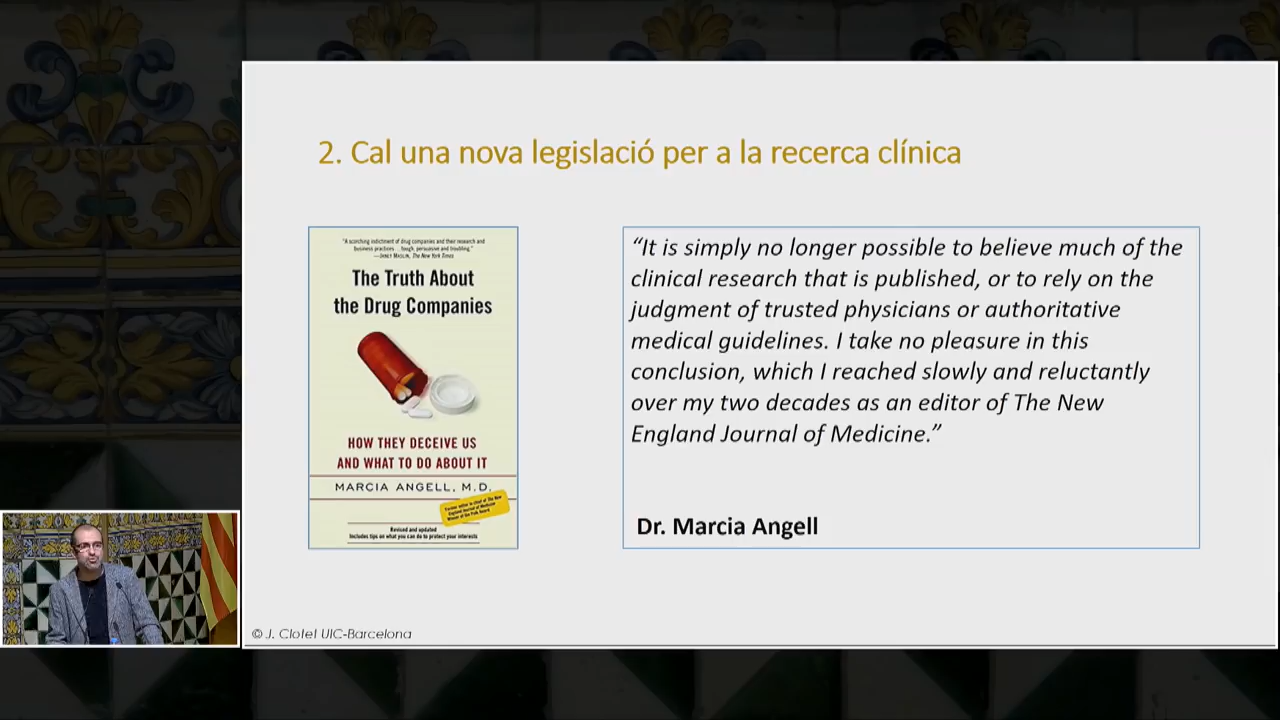 2. Cal una nova legislació per a la recerca clínica
"A scorching indictment of drug companies and their research and
business practices ... tough, persuasive and troubling."
—JANET MASLIN, The New York Times
The Truth About
the Drug Companies
HOW THEY DECEIVE US
AND WHAT TO DO ABOUT IT
MARCIA ANGELL, M.D.
Former editor in chief of The New
England Journal of Medicine
Winner of the Polk Award
Revised and updated
Includes tips on what you can do to protect your interests
“It is simply no longer possible to believe much of the
clinical research that is published, or to rely on the
judgment of trusted physicians or authoritative
medical guidelines. I take no pleasure in this
conclusion, which I reached slowly and reluctantly
over my two decades as an editor of The New
England Journal of Medicine.”
Dr. Marcia Angell
© J. Clotet UIC-Barcelona